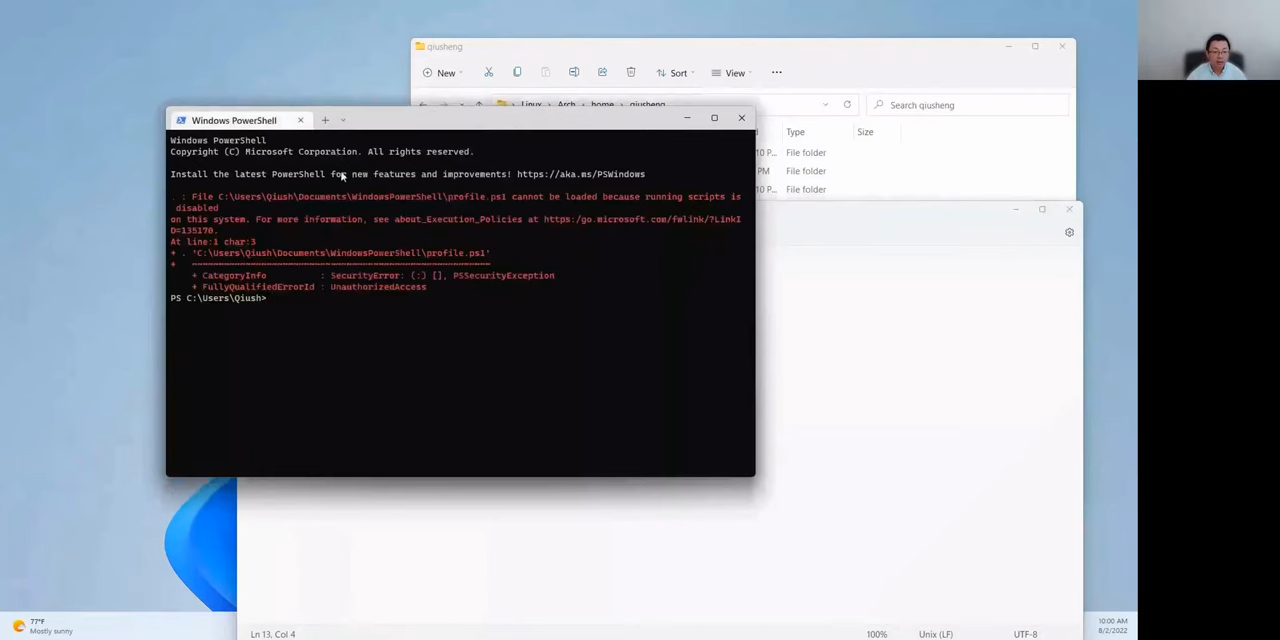 qiusheng
New
Sort
View
Linux
Arch
home
qiusheng
Search qiusheng
Type
Size
10 P...
File folder
PM
File folder
10 P...
File folder
Windows PowerShell
Windows PowerShell
Copyright (C) Microsoft Corporation. All rights reserved.
Install the latest PowerShell for new features and improvements! https://aka.ms/PSWindows
. : File C:\Users\Qiush\Documents\WindowsPowerShell\profile.ps1 cannot be loaded because running scripts is
disabled
on this system. For more information, see about_Execution_Policies at https:/go.microsoft.com/fwlink/?LinkI
D=135170.
At line:1 char:3
+ . 'C:\Users\Qiush\Documents\WindowsPowerShell\profile.ps1'
+ ~~~~~~~~~~~~~~~~~~~~~~~~~~~~~~~~~~~~~~~~~~~~~~~~~~~~~~~~
+ CategoryInfo : SecurityError: (:) [], PSSecurityException
+ FullyQualifiedErrorId : UnauthorizedAccess
PS C:\Users\Qiush>
Ln 13, Col 4
100%
Unix (LF)
UTF-8
77°F
Mostly sunny
10:00 AM
8/2/2022